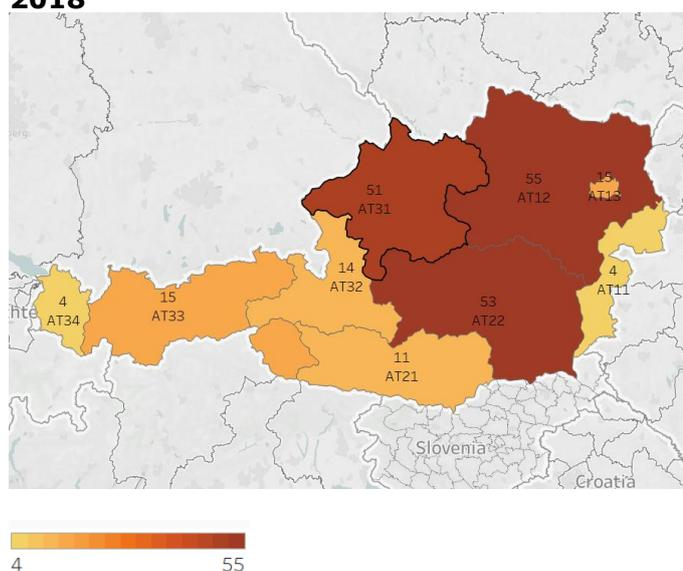 2018
51
AT31
55
AT12
15
AT13
14
AT32
4
AT11
4
AT34
15
AT33
53
AT22
11
AT21
Slovenia
Croatia
4 55